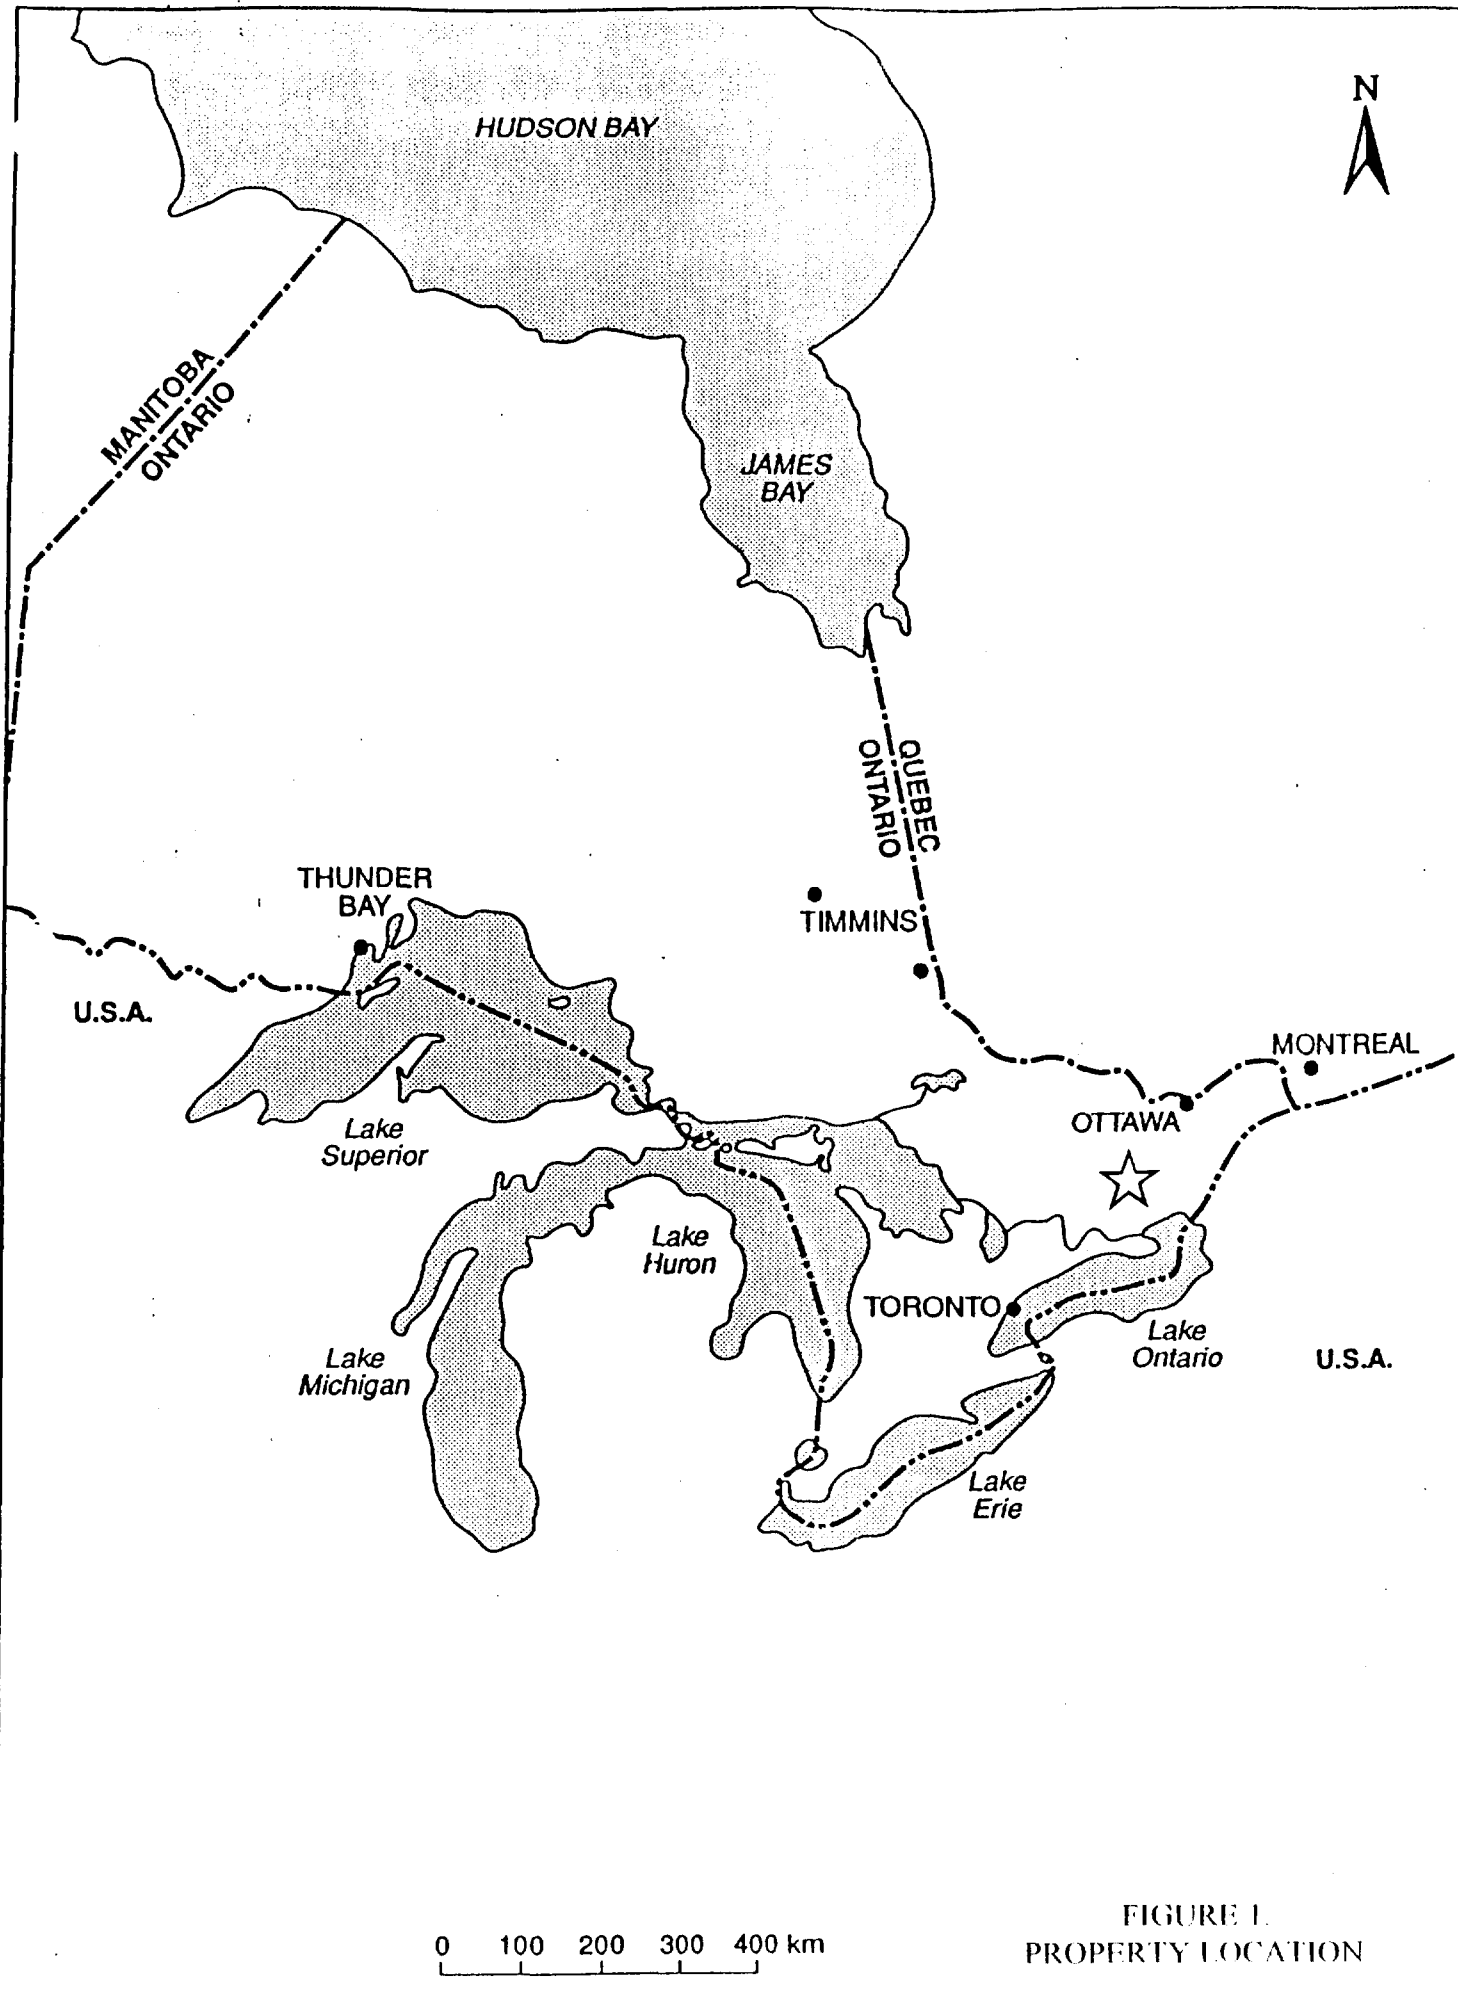 N
HUDSON BAY
MANITOBA
ONTARIO
JAMES
BAY
QUEBEC
ONTARIO
THUNDER
BAY
TIMMINS
U.S.A.
MONTREAL
OTTAWA
Lake
Superior
Lake
Huron
TORONTO
Lake
Ontario
U.S.A.
Lake
Michigan
Lake
Erie
0 100 200 300 400 km
FIGURE 1.
PROPERTY LOCATION